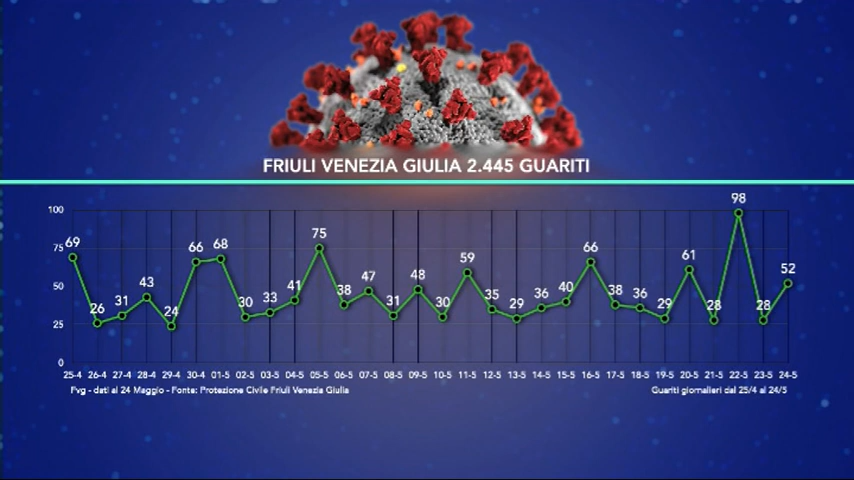 FRIULI VENEZIA GIULIA 2.445 GUARITI
100
75
50
25
0
69 26 31 43 24 66 68 30 33 41 75 38 47 31 48 30 59 35 29 36 40 66 38 36 29 61 28 98 28 52
25-4 26-4 27-4 28-4 29-4 30-4 01-5 02-5 03-5 04-5 05-5 06-5 07-5 08-5 09-5 10-5 11-5 12-5 13-5 14-5 15-5 16-5 17-5 18-5 19-5 20-5 21-5 22-5 23-5 24-5
Fvg - dati al 24 Maggio - Fonte: Protezione Civile Friuli Venezia Giulia
Guariti giornalieri dal 25/4 al 24/5